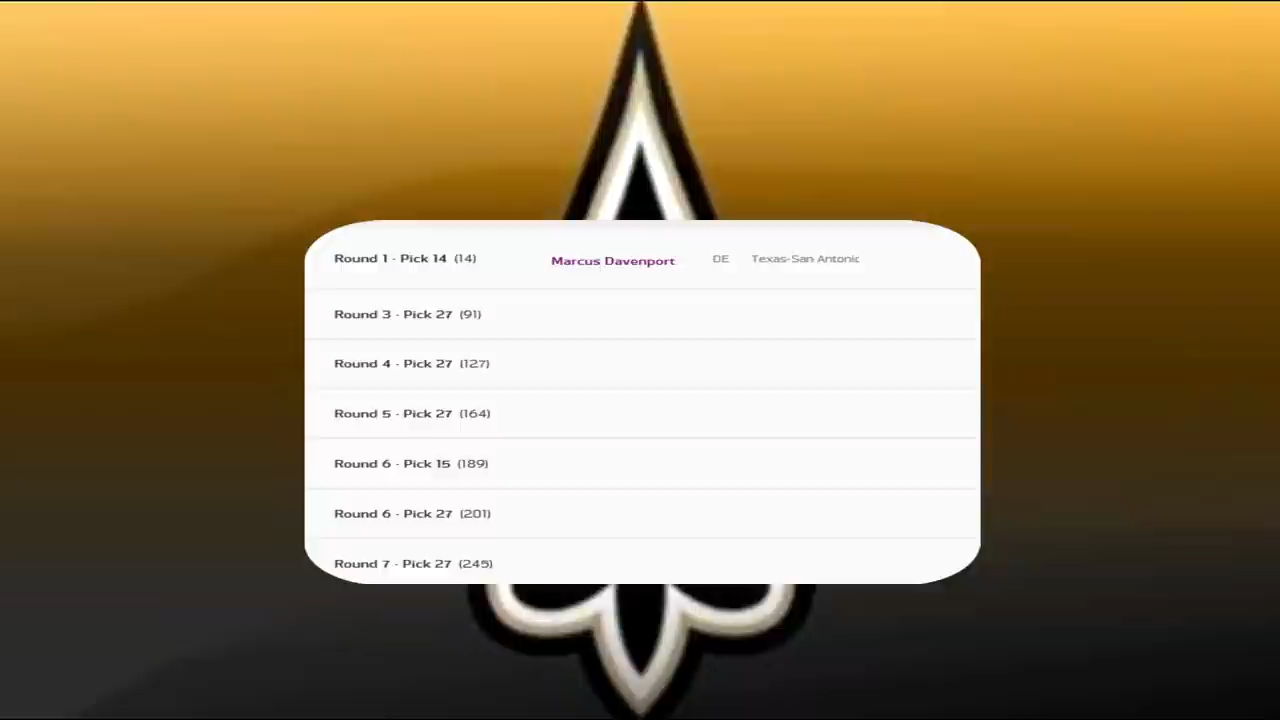 Round 1 - Pick 14 (14) Marcus Davenport DE Texas-San Antonic
Round 3 - Pick 27 (91)
Round 4 - Pick 27 (127)
Round 5 - Pick 27 (164)
Round 6 - Pick 15 (189)
Round 6 - Pick 27 (201)
Round 7 - Pick 27 (245)